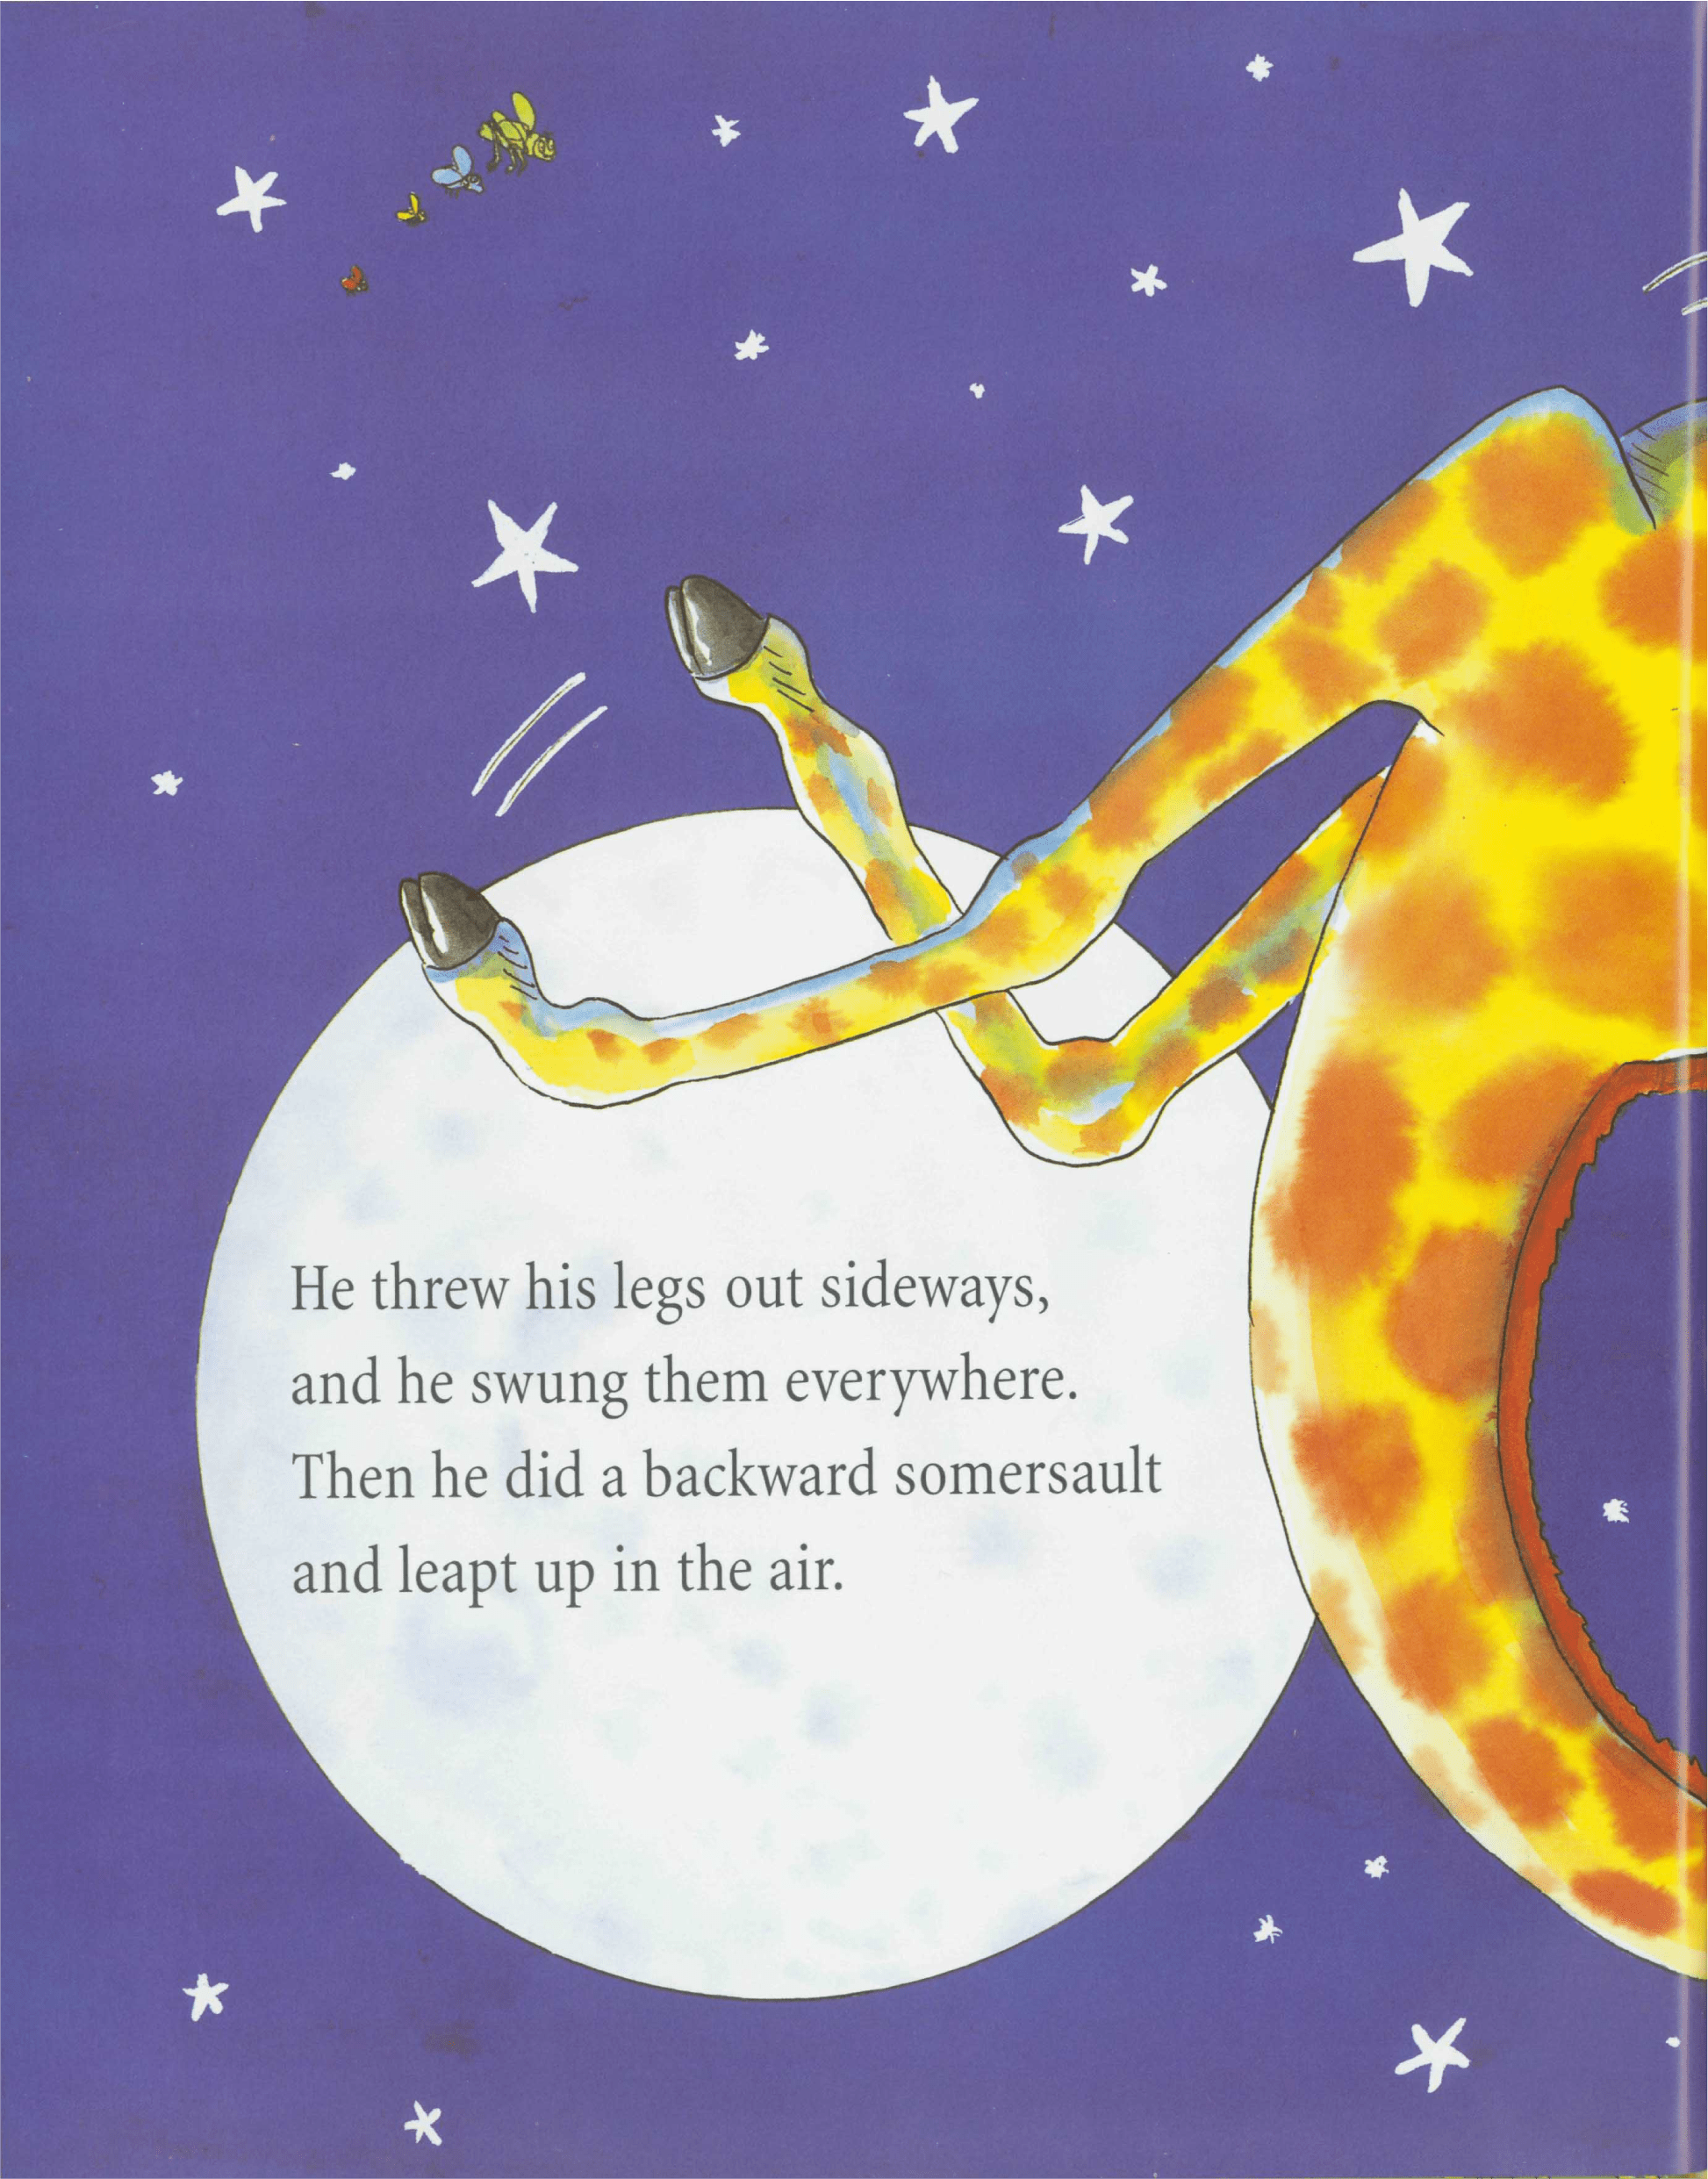 He threw his legs out sideways,
and he swung them everywhere.
Then he did a backward somersault
and leapt up in the air.